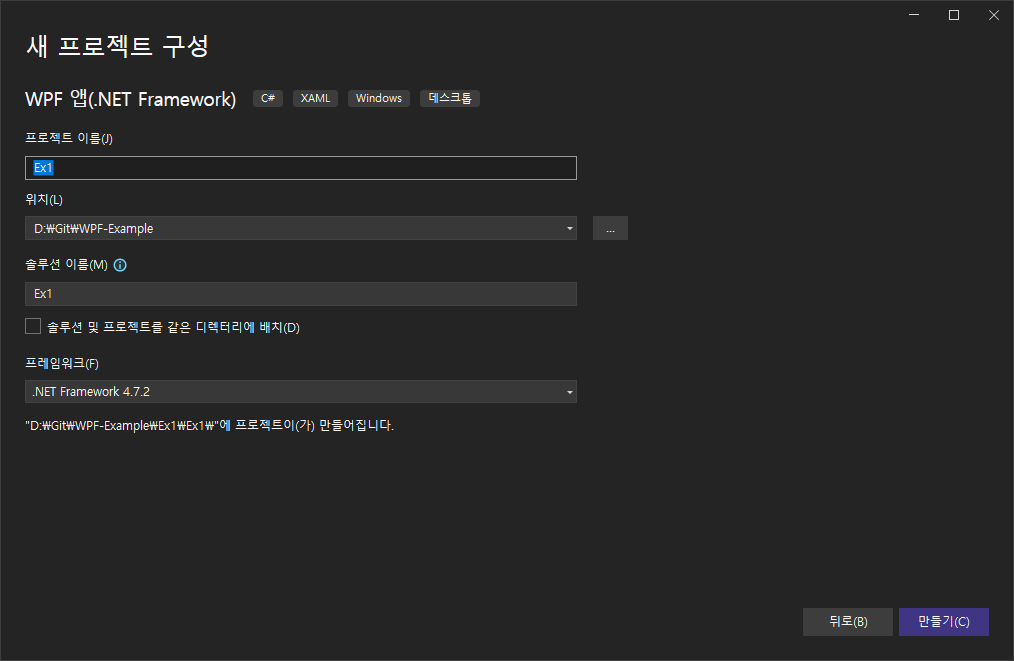 새 프로젝트 구성
WPF 앱(.NET Framework) C# XAML Windows 데스크톱
프로젝트 이름(J)
Ex1
위치(L)
D:₩Git₩WPF-Example ...
솔루션 이름(M)
Ex1
솔루션 및 프로젝트를 같은 디렉터리에 배치(D)
프레임워크(F)
.NET Framework 4.7.2
"D:₩Git₩WPF-Example₩Ex1₩Ex1₩"에 프로젝트이(가) 만들어집니다.
뒤로(B) 만들기(C)